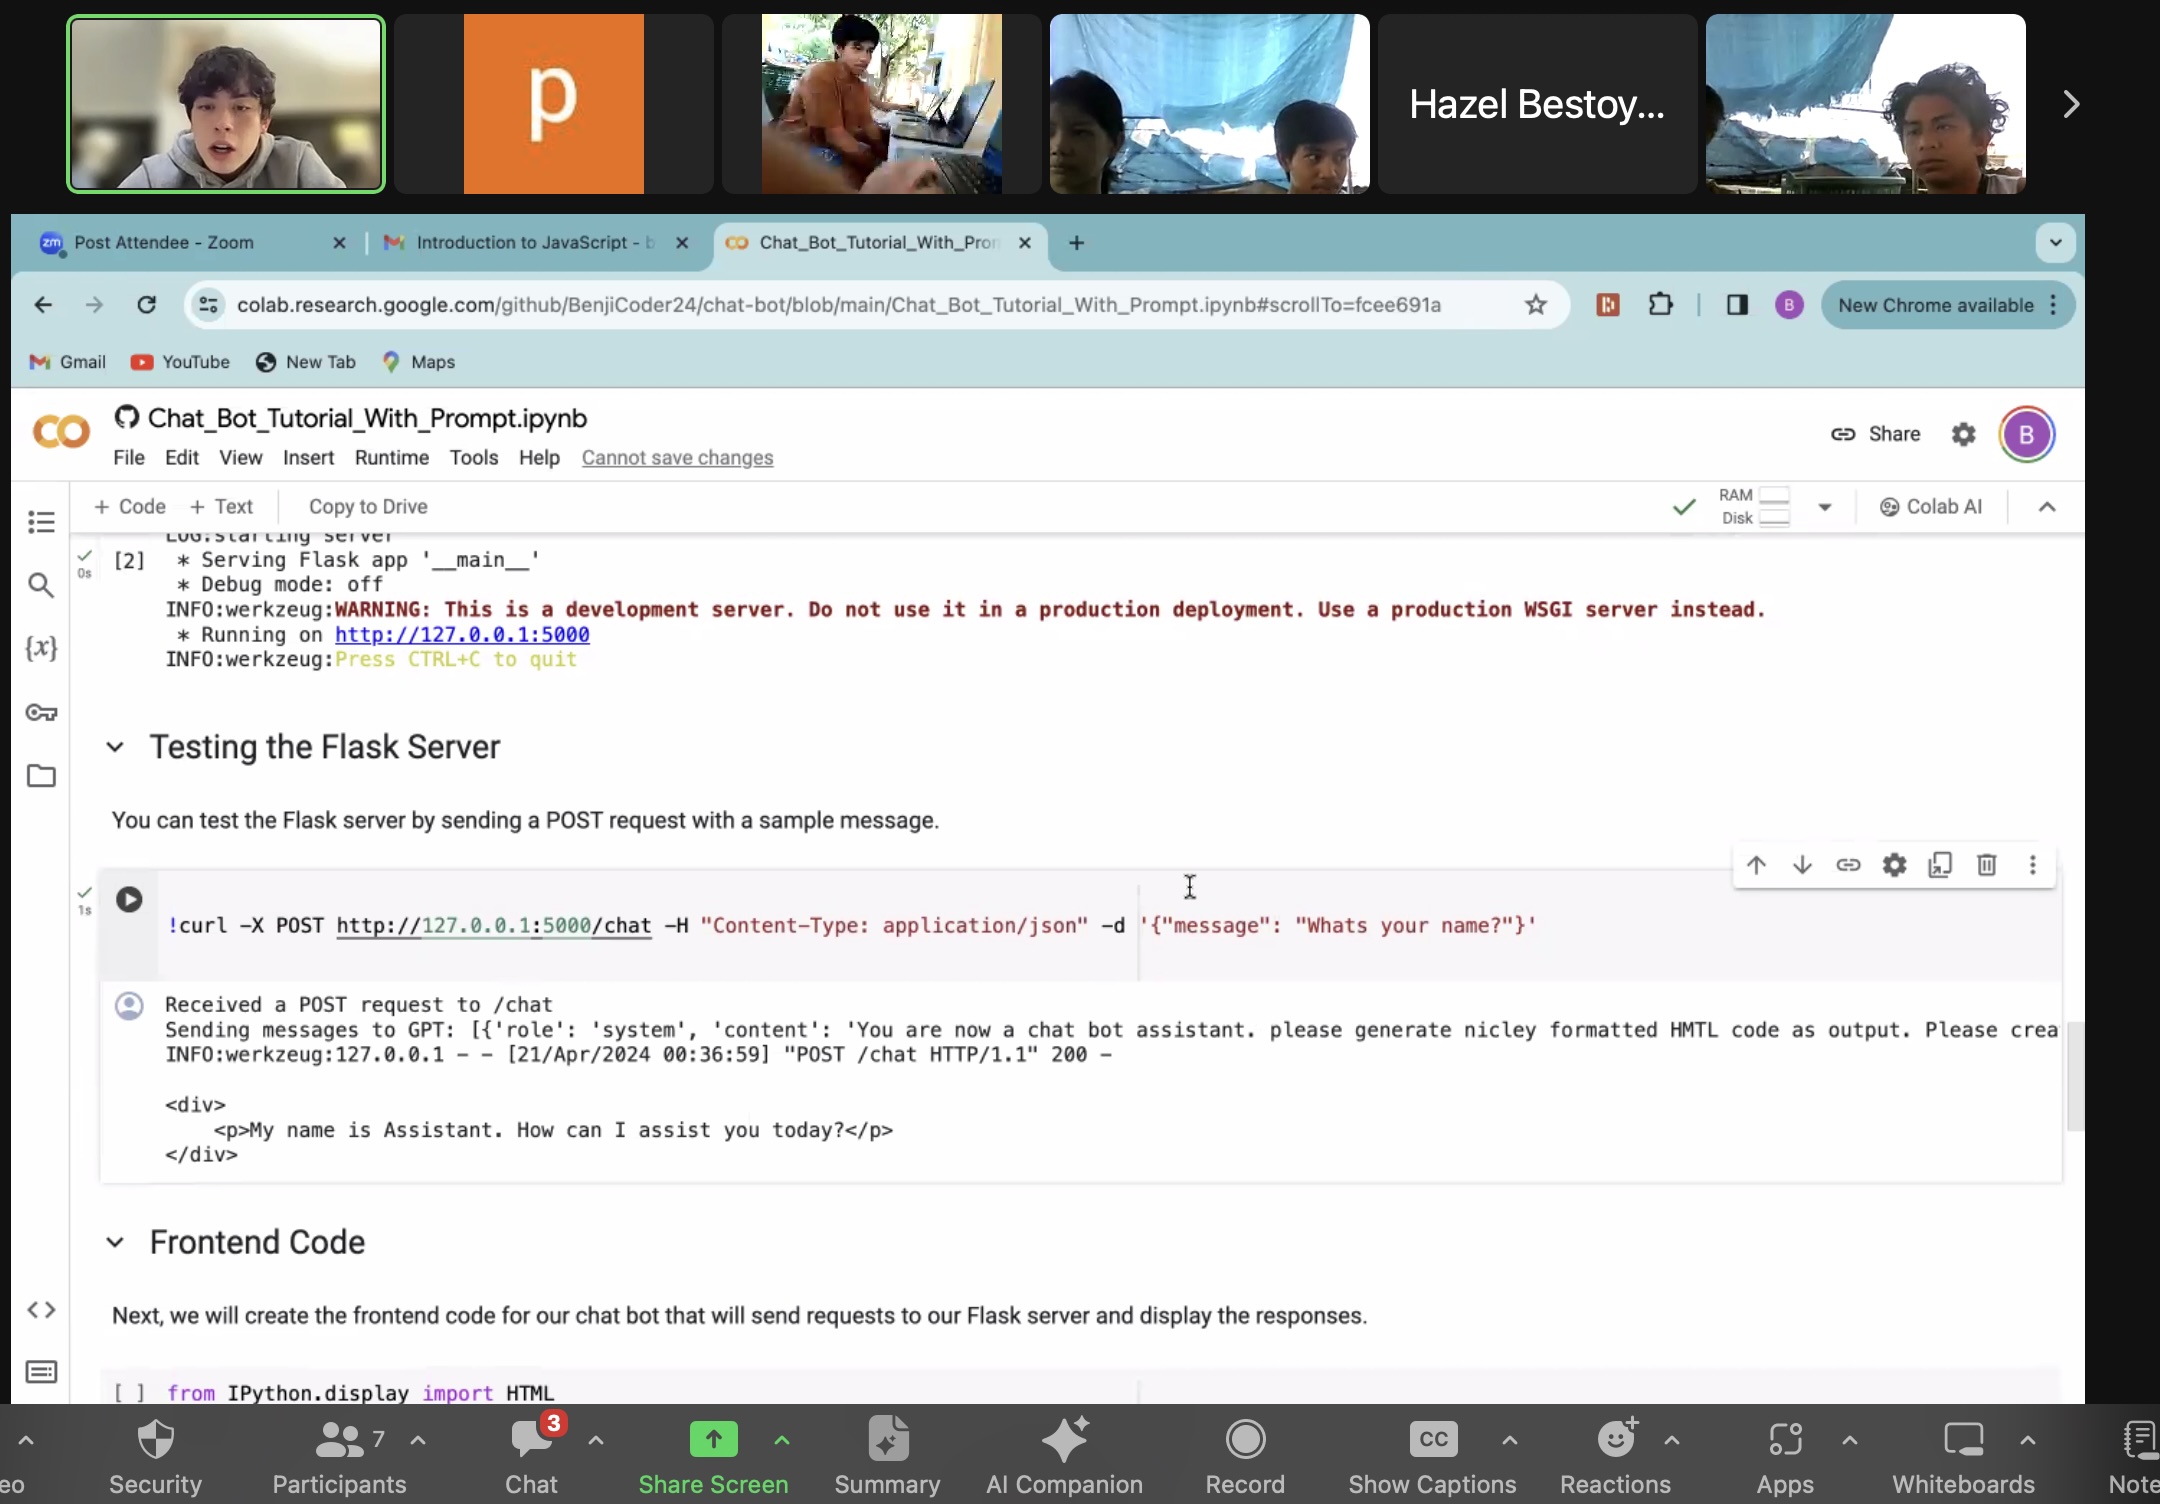 p
Hazel Bestoy...
zm Post Attendee - Zoom
Introduction to JavaScript - b
Chat_Bot_Tutorial_With_Pron
colab.research.google.com/github/BenjiCoder24/chat-bot/blob/main/Chat_Bot_Tutorial_With_Prompt.ipynb#scrollTo=fcee691a
B
New Chrome available
Gmail YouTube New Tab Maps
Chat_Bot_Tutorial_With_Prompt.ipynb
File Edit View Insert Runtime Tools Help Cannot save changes
Share
B
+ Code + Text Copy to Drive
RAM
Disk
Colab AI
LOG:starting server
0s
[2] * Serving Flask app '__main__'
* Debug mode: off
INFO:werkzeug:WARNING: This is a development server. Do not use it in a production deployment. Use a production WSGI server instead.
* Running on http://127.0.0.1:5000
INFO:werkzeug:Press CTRL+C to quit
{x}
Testing the Flask Server
You can test the Flask server by sending a POST request with a sample message.
1s
!curl -X POST http://127.0.0.1:5000/chat -H "Content-Type: application/json" -d '{"message": "Whats your name?"}'
Received a POST request to /chat
Sending messages to GPT: [{'role': 'system', 'content': 'You are now a chat bot assistant. please generate nicley formatted HMTL code as output. Please crea
INFO:werkzeug:127.0.0.1 - - [21/Apr/2024 00:36:59] "POST /chat HTTP/1.1" 200 -
<div>
<p>My name is Assistant. How can I assist you today?</p>
</div>
Frontend Code
Next, we will create the frontend code for our chat bot that will send requests to our Flask server and display the responses.
[ ] from IPython.display import HTML
7
3
CC
eo Security Participants Chat Share Screen Summary AI Companion Record Show Captions Reactions Apps Whiteboards Note